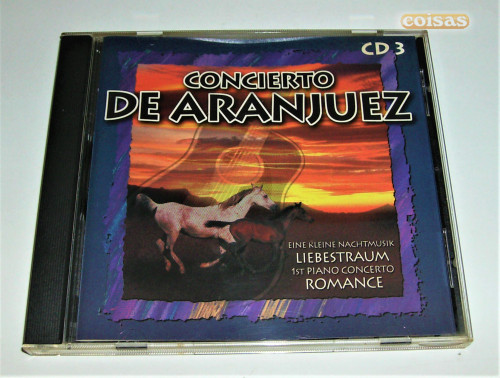 coisas
CD 3
CONCIERTO
DE ARANJUEZ
EINE KLEINE NACHTMUSIK
LIEBESTRAUM
1ST PIANO CONCERTO
ROMANCE